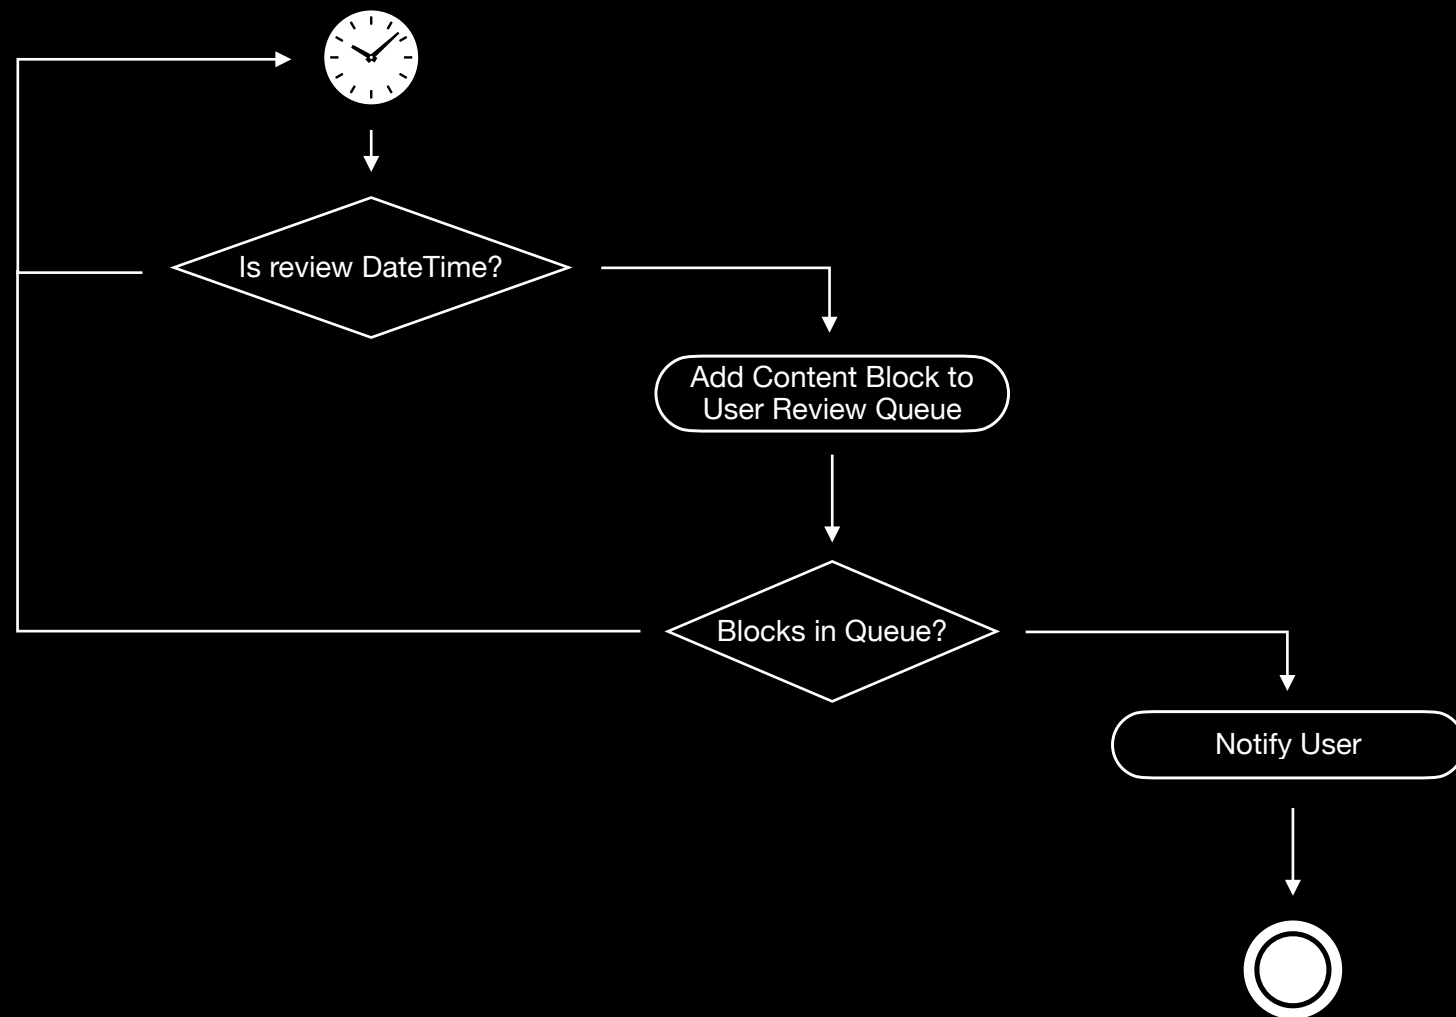 Is review DateTime?
Add Content Block to
User Review Queue
Blocks in Queue?
Notify User